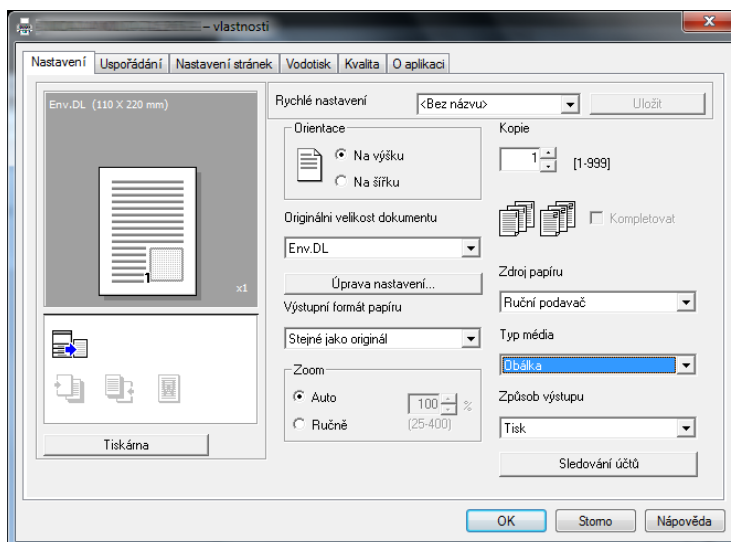 – vlastnosti
Nastavení
Uspořádání
Nastavení stránek
Vodotisk
Kvalita
O aplikaci
Env.DL (110 X 220 mm)
1
x1
Tiskárna
Rychlé nastavení
<Bez názvu>
Uložit
Orientace
Na výšku
Na šířku
Originálni velikost dokumentu
Env.DL
Úprava nastavení...
Výstupní formát papíru
Stejné jako originál
Zoom
Auto
Ručně
100
%
(25-400)
Kopie
1
[1-999]
Kompletovat
Zdroj papíru
Ruční podavač
Typ média
Obálka
Způsob výstupu
Tisk
Sledování účtů
OK
Storno
Nápověda